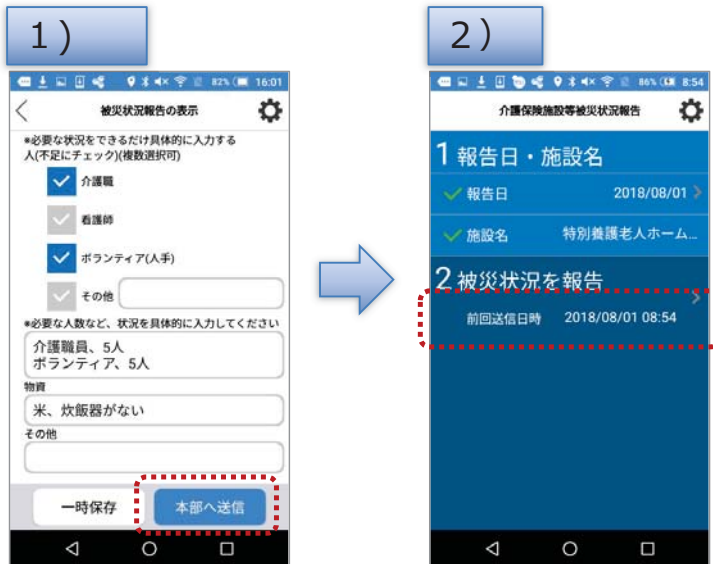 1）
82% 16:01
被災状況報告の表示
*必要な状況をできるだけ具体的に入力する
人(不足にチェック)(複数選択可)
介護職
看護師
ボランティア(人手)
その他
*必要な人数など、状況を具体的に入力してください
介護職員、5人
ボランティア、5人
物資
米、炊飯器がない
その他
一時保存 本部へ送信
2）
86% 8:54
介護保険施設等被災状況報告
1 報告日・施設名
報告日 2018/08/01
施設名 特別養護老人ホーム...
2 被災状況を報告
前回送信日時 2018/08/01 08:54